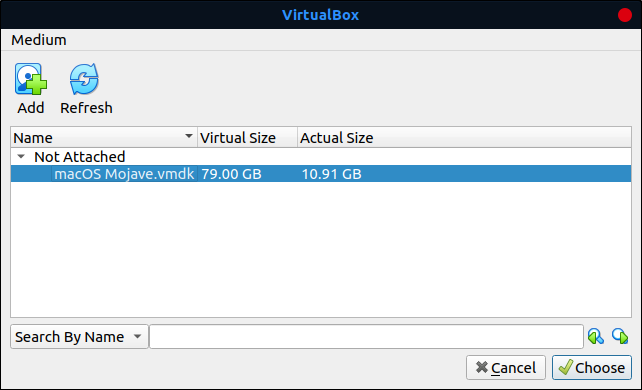 VirtualBox
Medium
Add Refresh
Name Virtual Size Actual Size
Not Attached
macOS Mojave.vmdk 79.00 GB 10.91 GB
Search By Name
Cancel Choose